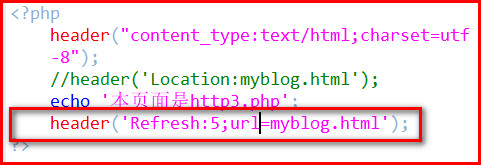 <?php
header("content_type:text/html;charset=utf
-8");
//header('Location:myblog.html');
echo '本页面是http3.php';
header('Refresh:5;url=myblog.html');
?>